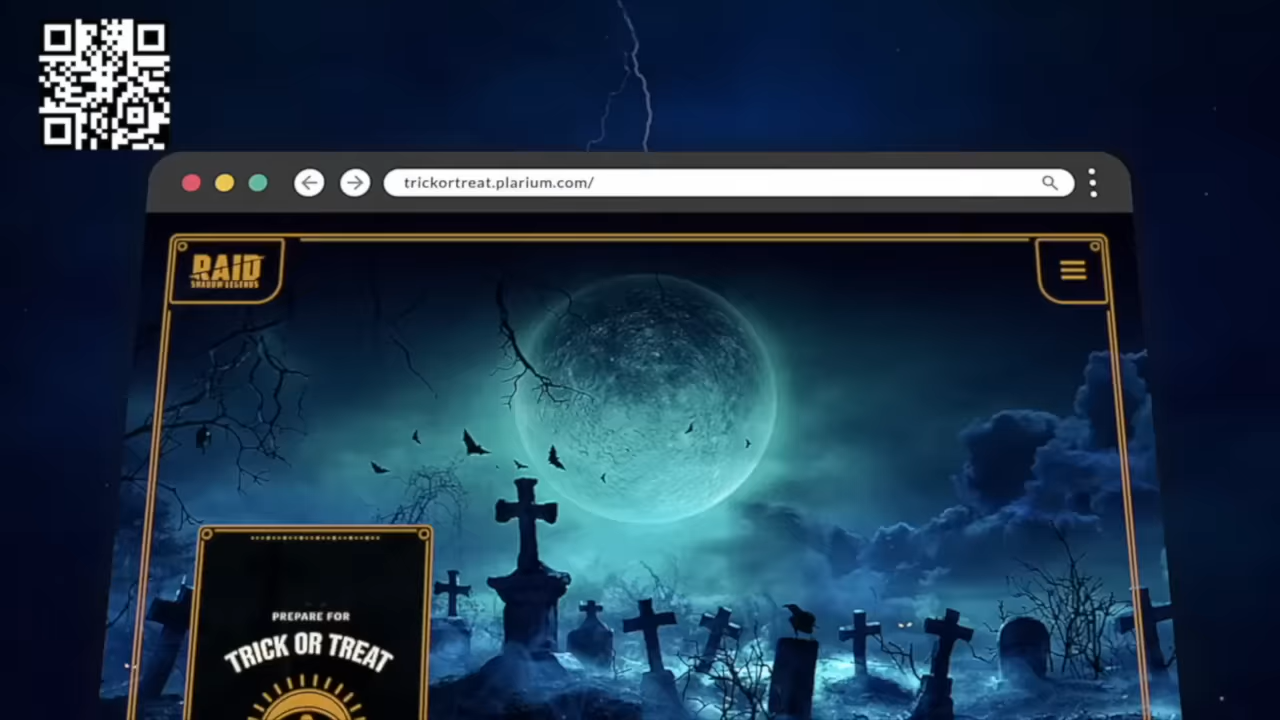 trickortreat.plarium.com/
RAID
SHADOW LEGENDS
PREPARE FOR
TRICK OR TREAT